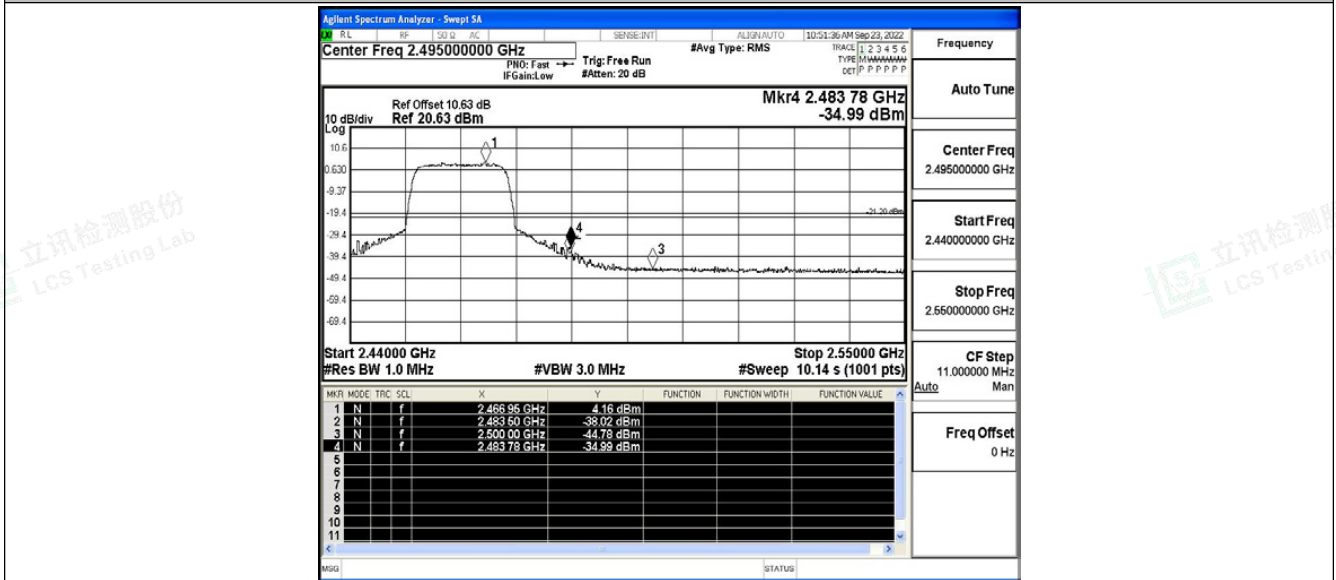 Agilent Spectrum Analyzer - Swept SA
RL RF 50 Ω AC SENSE:INT ALIGNAUTO 10:51:36 AM Sep 23, 2022
Center Freq 2.495000000 GHz
PNO: Fast
IFGain:Low
Trig: Free Run
#Atten: 20 dB
#Avg Type: RMS
TRACE 1 2 3 4 5 6
TYPE M
DET P P P P P P
Mkr4 2.483 78 GHz
-34.99 dBm
Ref Offset 10.63 dB
10 dB/div Ref 20.63 dBm
Log
1
10.6
0.630
-9.37
-19.4
-21.20 dBm
4
-29.4
3
-39.4
-49.4
-59.4
-69.4
Start 2.44000 GHz Stop 2.55000 GHz
#Res BW 1.0 MHz #VBW 3.0 MHz #Sweep 10.14 s (1001 pts)
MKR MODE TRC SCL X Y FUNCTION FUNCTION WIDTH FUNCTION VALUE
1 N f 2.466 95 GHz 4.16 dBm
2 N f 2.483 50 GHz -38.02 dBm
3 N f 2.500 00 GHz -44.78 dBm
4 N f 2.483 78 GHz -34.99 dBm
5
6
7
8
9
10
11
MSG STATUS
Frequency
Auto Tune
Center Freq
2.495000000 GHz
Start Freq
2.440000000 GHz
Stop Freq
2.550000000 GHz
CF Step
11.000000 MHz
Auto Man
Freq Offset
0 Hz
立讯检测股份
LCS Testing Lab
LCS
立讯检测股
LCS Testin